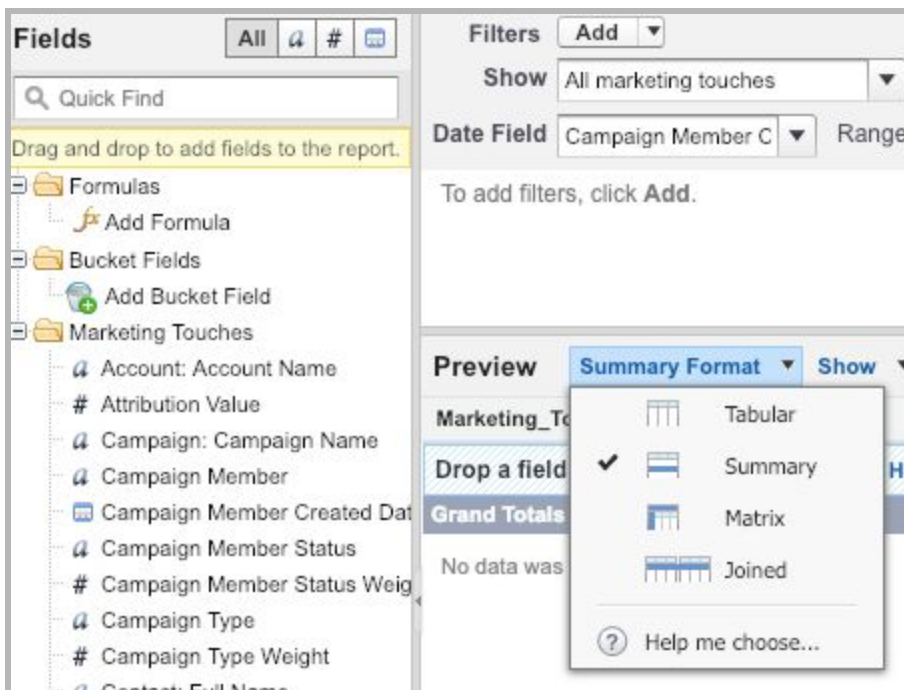 Fields
All a #
Quick Find
Drag and drop to add fields to the report.
Formulas
fx Add Formula
Bucket Fields
Add Bucket Field
Marketing Touches
a Account: Account Name
# Attribution Value
a Campaign: Campaign Name
a Campaign Member
Campaign Member Created Dat
a Campaign Member Status
# Campaign Member Status Weig
a Campaign Type
# Campaign Type Weight
a Contact: Full Name
Filters Add
Show All marketing touches
Date Field Campaign Member C Range
To add filters, click Add.
Preview Summary Format Show
Marketing_To
Drop a field H
Grand Totals
No data was
Tabular
Summary
Matrix
Joined
? Help me choose...